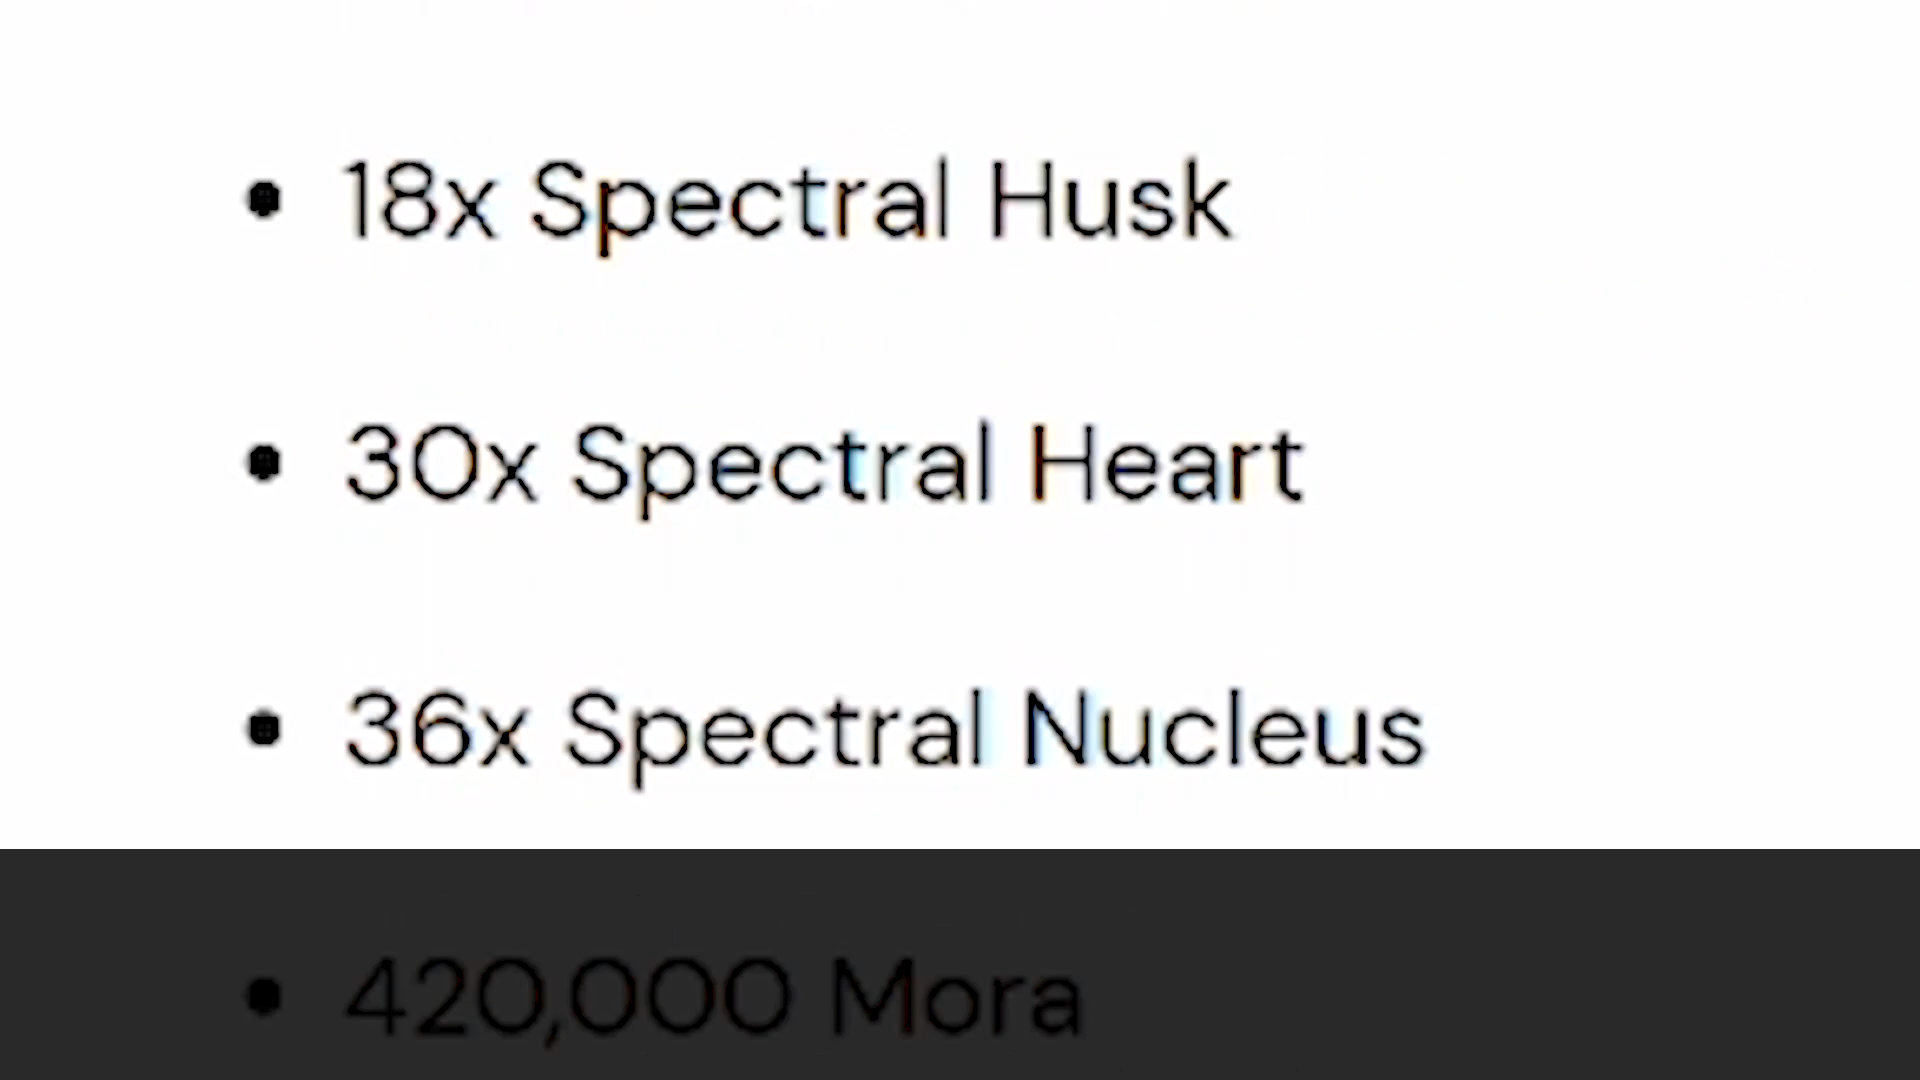 • 18x Spectral Husk
• 30x Spectral Heart
• 36x Spectral Nucleus
• 420,000 Mora